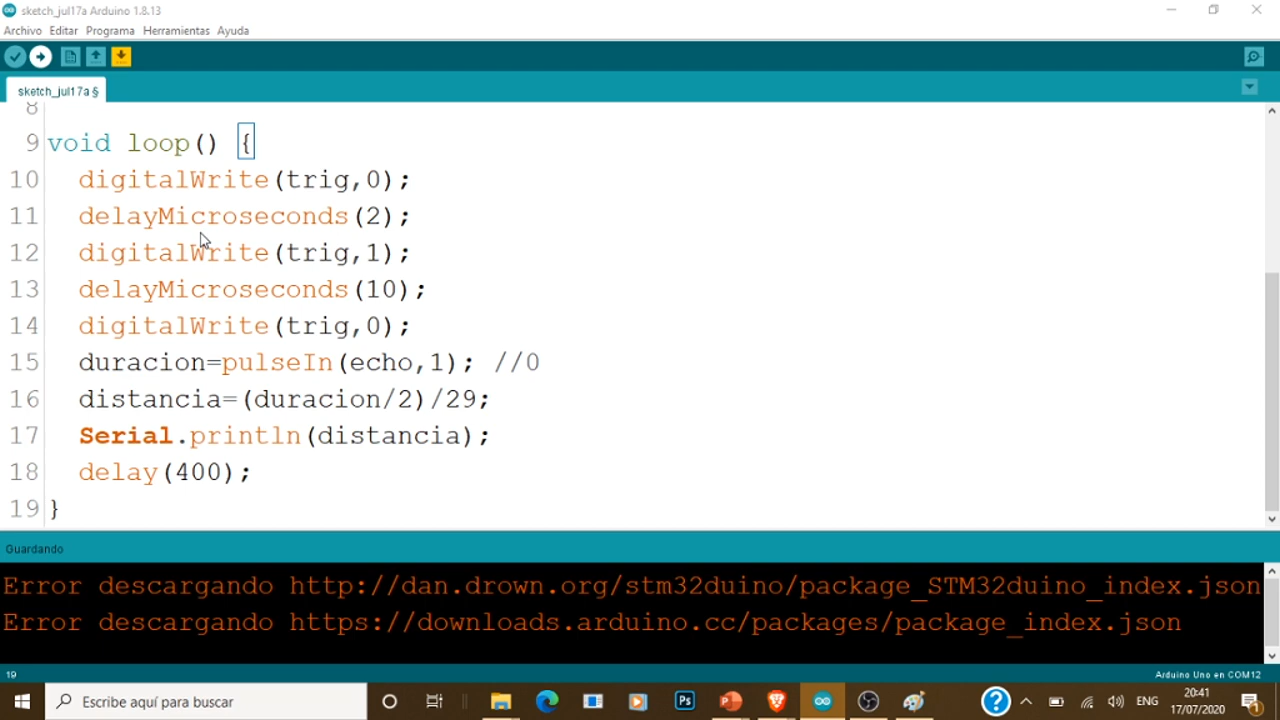 sketch_jul17a Arduino 1.8.13
Archivo Editar Programa Herramientas Ayuda
sketch_jul17a §
8
9 void loop() {
10 digitalWrite(trig,0);
11 delayMicroseconds(2);
12 digitalWrite(trig,1);
13 delayMicroseconds(10);
14 digitalWrite(trig,0);
15 duracion=pulseIn(echo,1); //0
16 distancia=(duracion/2)/29;
17 Serial.println(distancia);
18 delay(400);
19 }
Guardando
Error descargando http://dan.drown.org/stm32duino/package_STM32duino_index.json
Error descargando https://downloads.arduino.cc/packages/package_index.json
19 Arduino Uno en COM12
Escribe aquí para buscar
Ps
ENG
20:41
17/07/2020
1